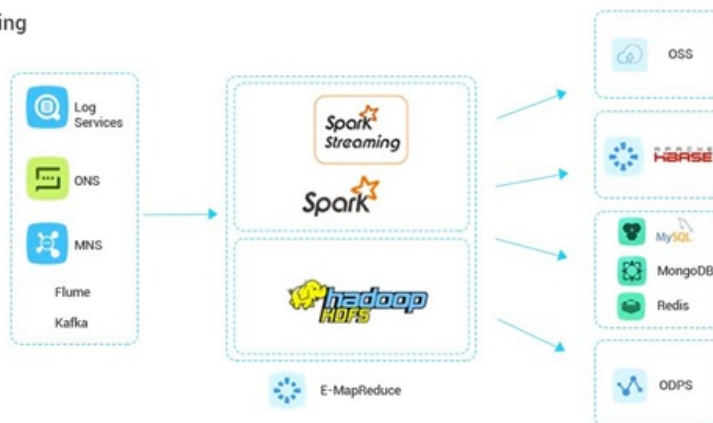 ing
Log
Services
ONS
MNS
Flume
Kafka
Spark
Streaming
Spark
hadoop
HDFS
E-MapReduce
OSS
APACHE
HBASE
MySQL
MongoDB
Redis
ODPS